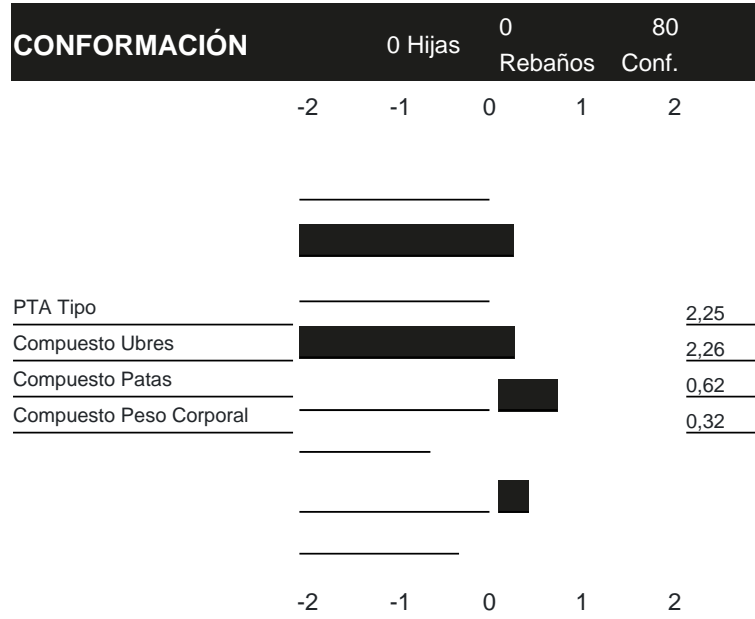 CONFORMACIÓN 0 Hijas 0 Rebaños 80 Conf.
-2 -1 0 1 2
PTA Tipo 2,25
Compuesto Ubres 2,26
Compuesto Patas 0,62
Compuesto Peso Corporal 0,32
-2 -1 0 1 2